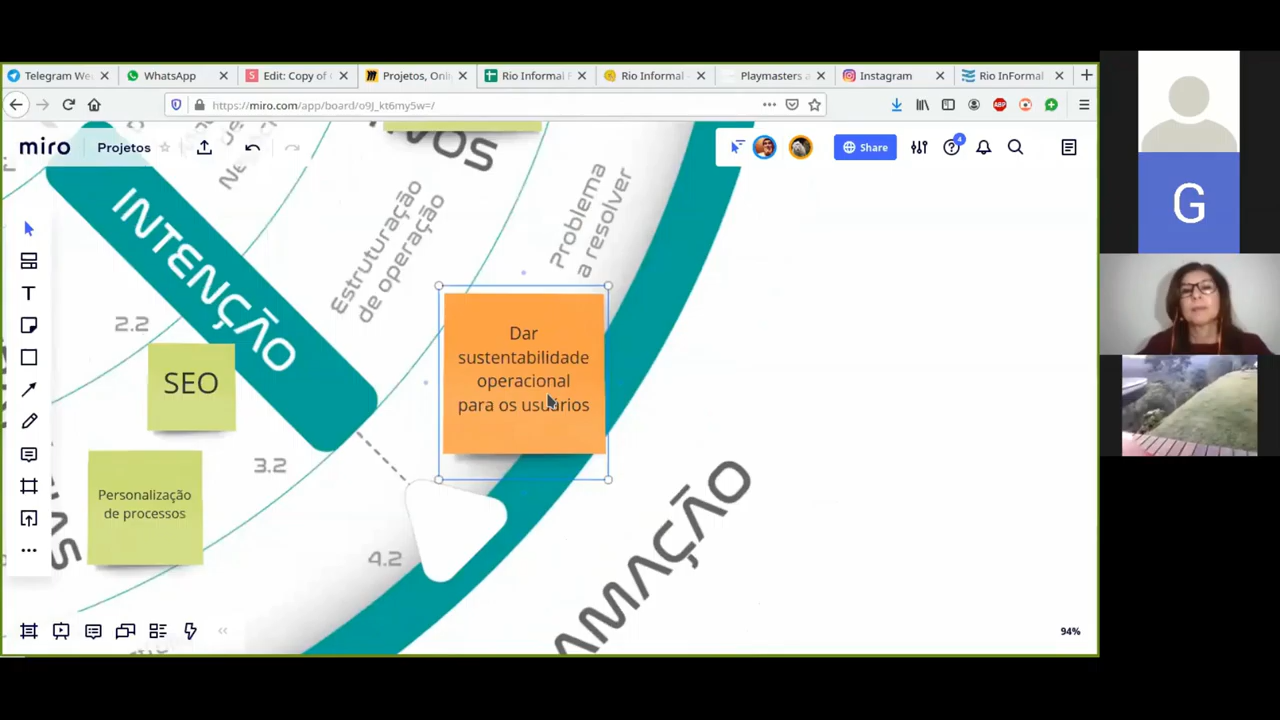 Telegram We
WhatsApp
Edit: Copy of
Projetos, Onli
Rio Informal F
Rio Informal -
Playmasters a
Instagram
Rio InFormal
https://miro.com/app/board/o9J_kt6my5w=/
ABP
miro
Projetos
Share
4
Estruturação
de operação
Problema
a resolver
INTENÇÃO
2.2
SEO
Dar
sustentabilidade
operacional
para os usuários
3.2
Personalização
de processos
4.2
94%
G